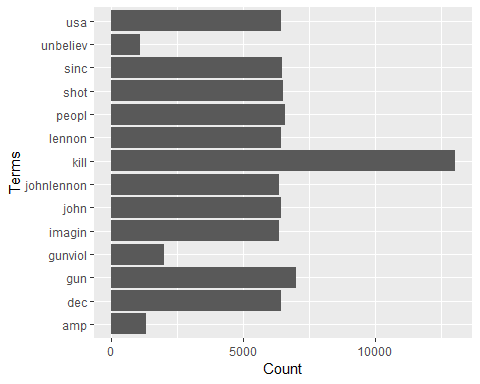 usa
unbeliev
sinc
shot
peopl
lennon
kill
johnlennon
john
imagin
gunviol
gun
dec
amp
Terms
0 5000 10000
Count